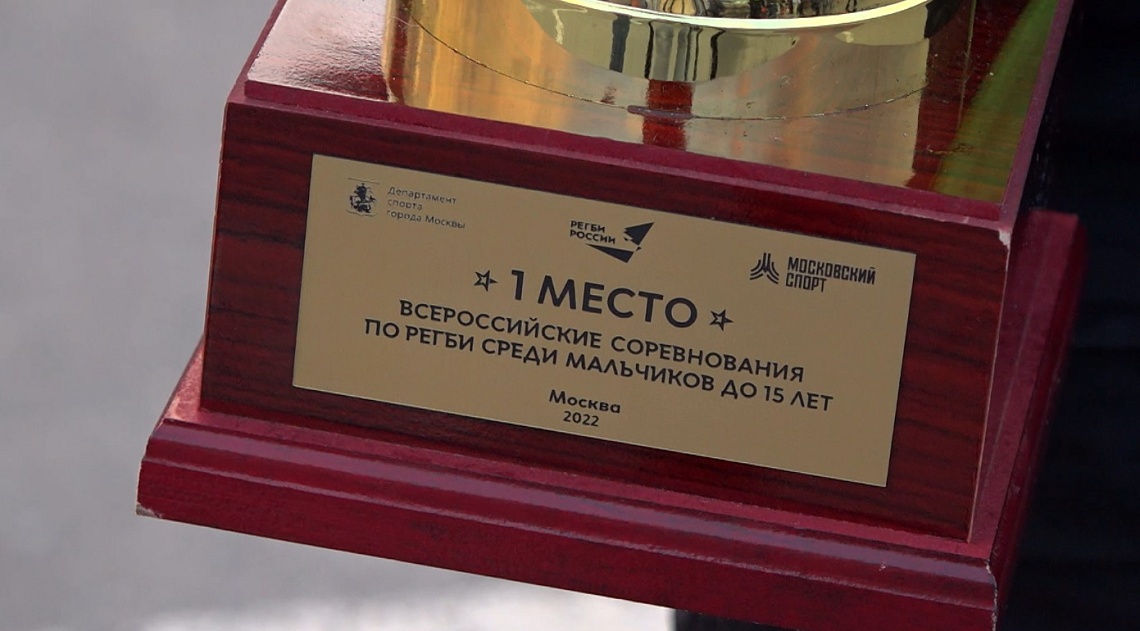 Департамент
спорта
города Москвы
РЕГБИ
РОССИИ
МОСКОВСКИЙ
СПОРТ
1 МЕСТО
ВСЕРОССИЙСКИЕ СОРЕВНОВАНИЯ
ПО РЕГБИ СРЕДИ МАЛЬЧИКОВ ДО 15 ЛЕТ
Москва
2022